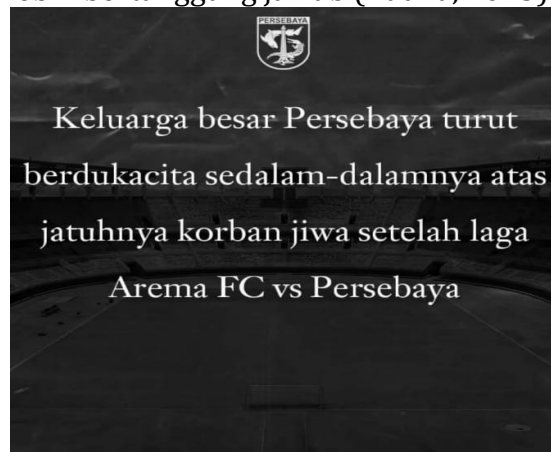 PERSEBAYA
Keluarga besar Persebaya turut
berdukacita sedalam-dalamnya atas
jatuhnya korban jiwa setelah laga
Arema FC vs Persebaya